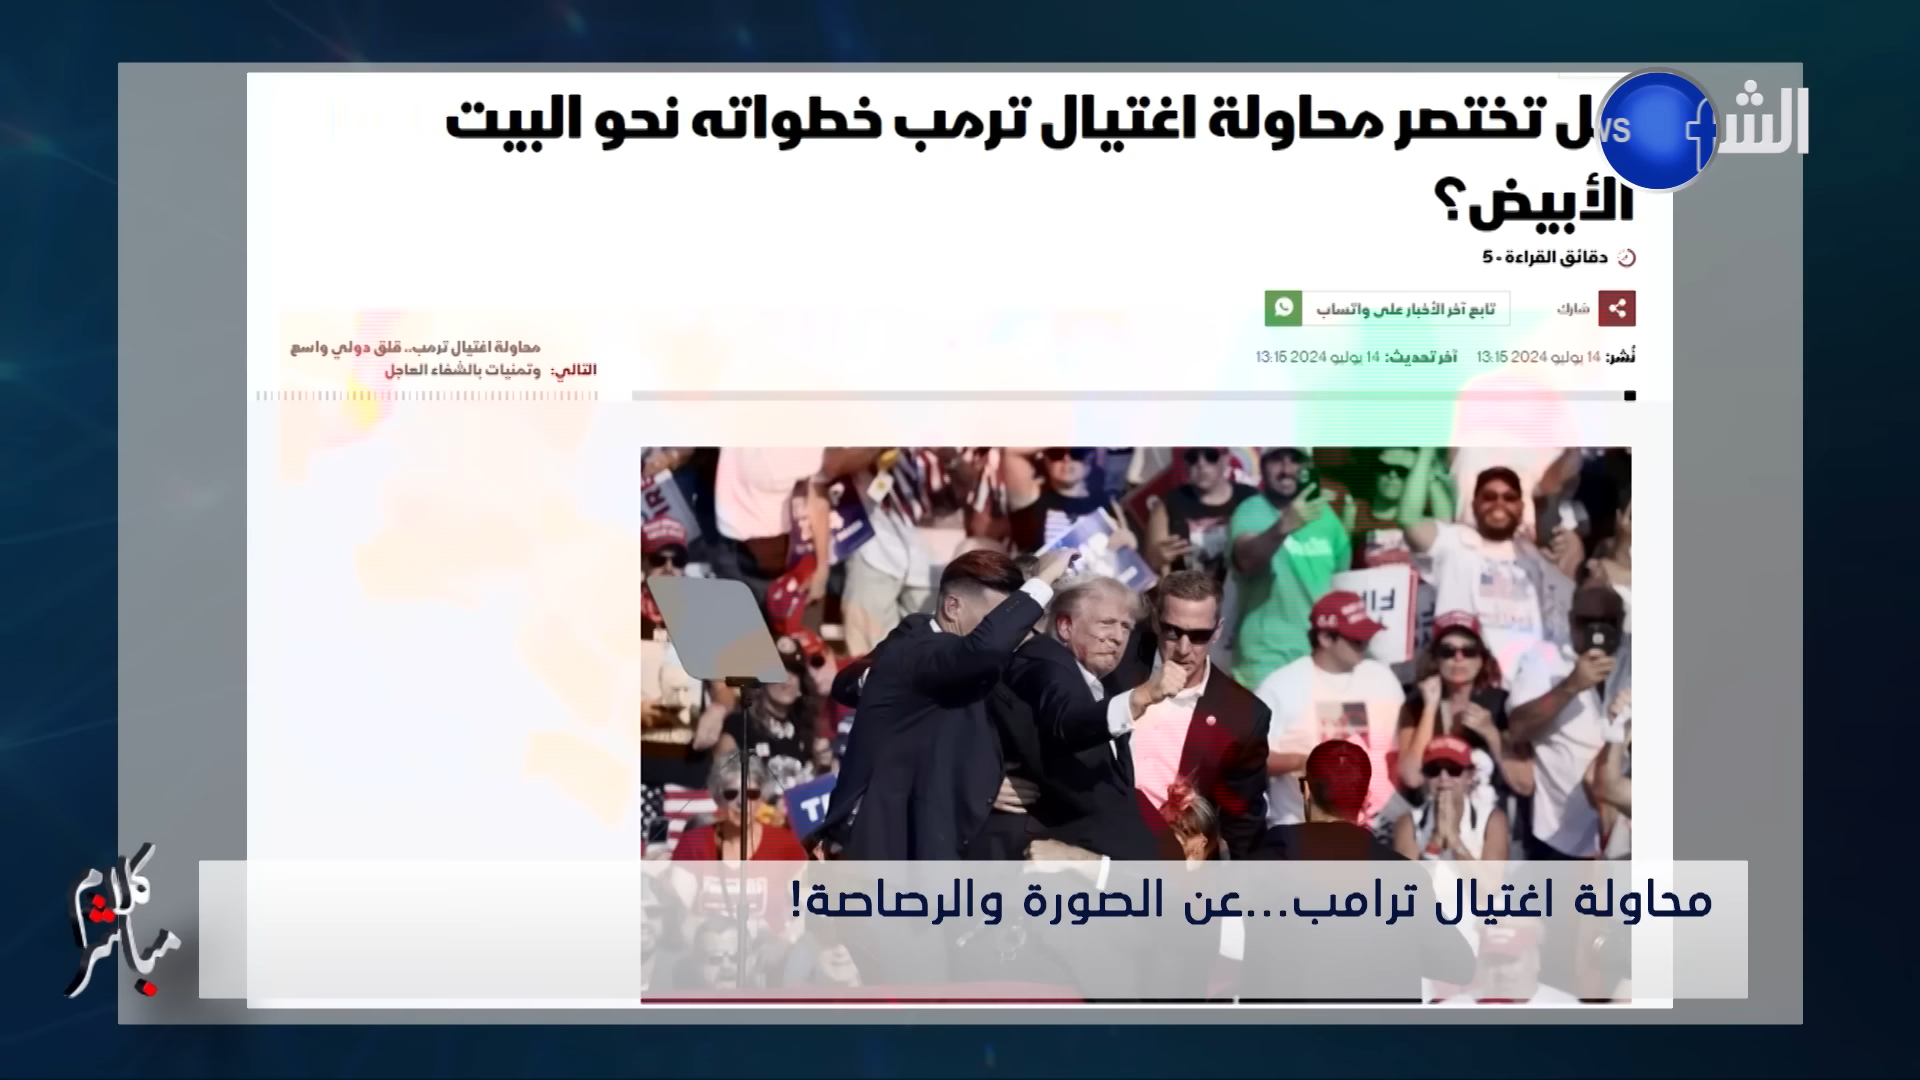 هل تختصر محاولة اغتيال ترمب خطواته نحو البيت
الأبيض؟
دقائق القراءة - 5
شارك
تابع آخر الأخبار على واتساب
نُشر: 14 يوليو 2024 13:15 آخر تحديث: 14 يوليو 2024 13:15
التالي: محاولة اغتيال ترمب.. قلق دولي واسع
وتمنيات بالشفاء العاجل
محاولة اغتيال ترامب...عن الصورة والرصاصة!
كلام
مباشر